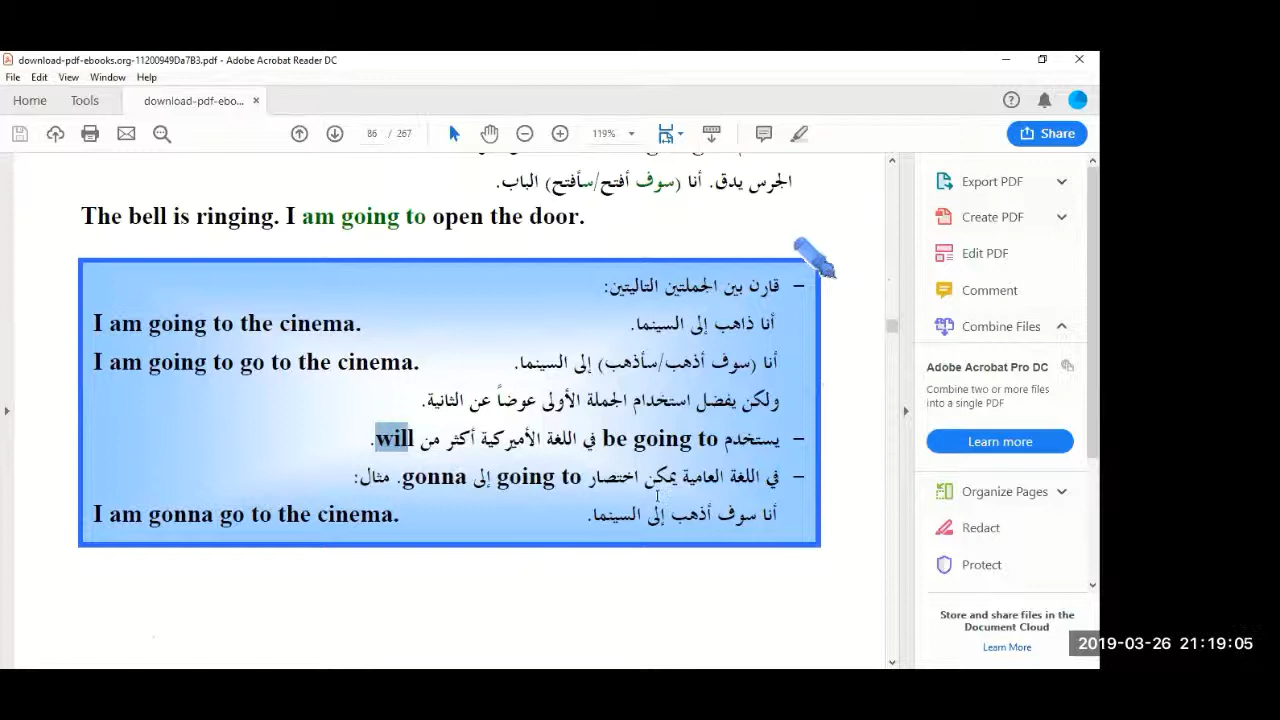 download-pdf-ebooks.org-11200949Da7B3.pdf - Adobe Acrobat Reader DC
File Edit View Window Help
Home Tools download-pdf-ebo... ×
86 / 267 119% Share
الجرس يدق. أنا (سوف أفتح/سأفتح) الباب.
The bell is ringing. I am going to open the door.
– قارن بين الجملتين التاليتين:
I am going to the cinema. أنا ذاهب إلى السينما.
I am going to go to the cinema. أنا (سوف أذهب/سأذهب) إلى السينما.
ولكن يفضل استخدام الجملة الأولى عوضاً عن الثانية.
– يستخدم be going to في اللغة الأميركية أكثر من will.
– في اللغة العامية يمكن اختصار going to إلى gonna. مثال:
I am gonna go to the cinema. أنا سوف أذهب إلى السينما.
Export PDF
Create PDF
Edit PDF
Comment
Combine Files
Adobe Acrobat Pro DC
Combine two or more files
into a single PDF
Learn more
Organize Pages
Redact
Protect
Store and share files in the
Document Cloud
Learn More
2019-03-26 21:19:05